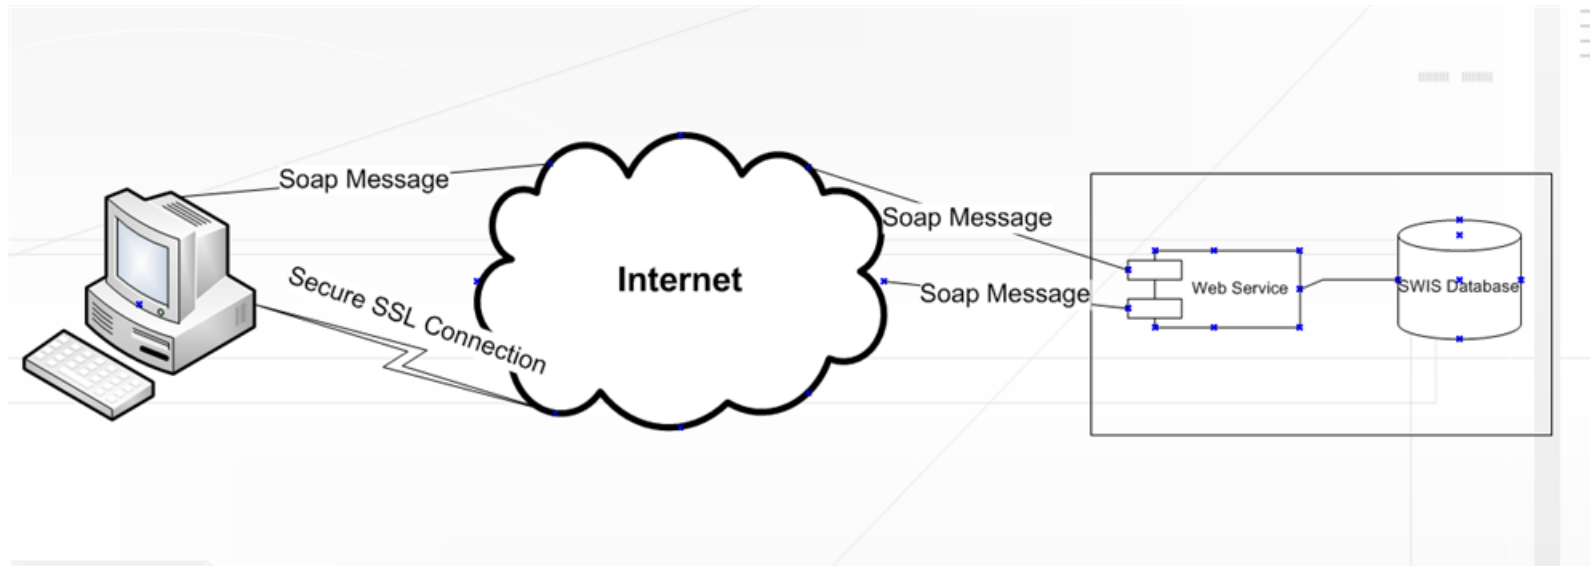 Soap Message
Secure SSL Connection
Internet
Soap Message
Soap Message
Web Service
SWIS Database